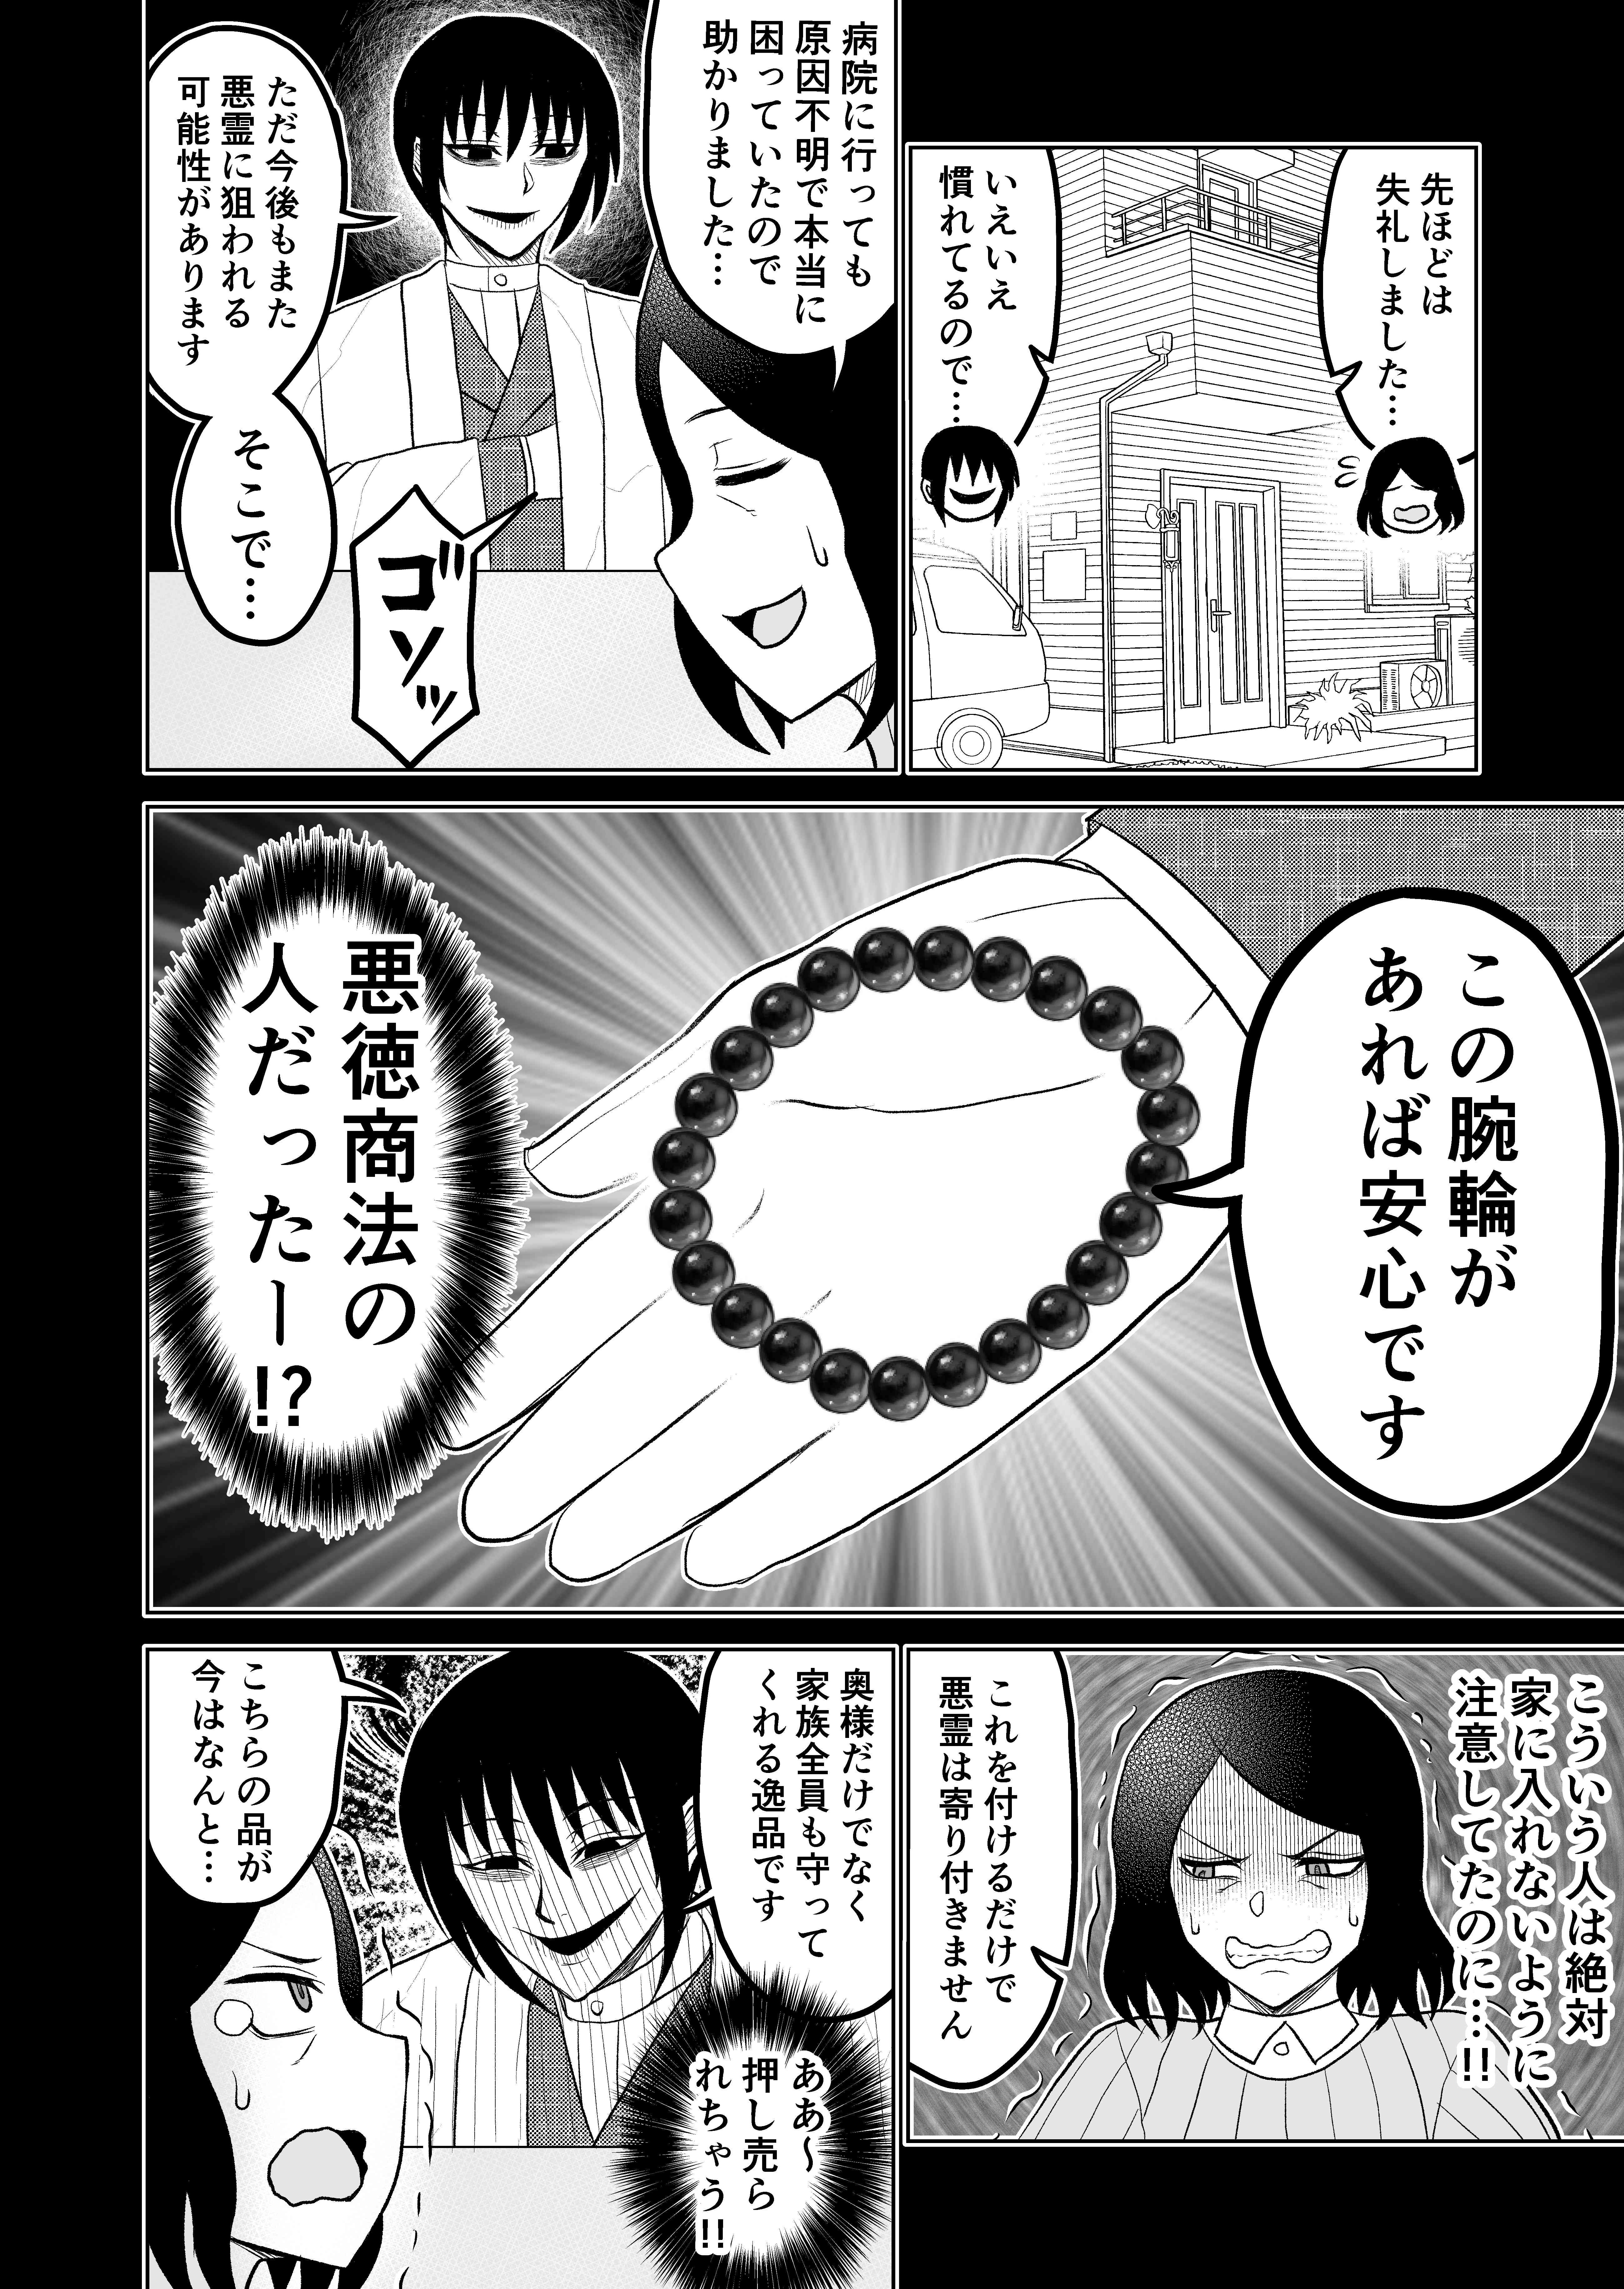 先ほどは
失礼しました…
いえいえ
慣れてるので…
病院に行っても
原因不明で本当に
困っていたので
助かりました…
ただ今後もまた
悪霊に狙われる
可能性があります
そこで…
ゴソッ
この腕輪が
あれば安心です
悪徳商法の
人だったー!?
こういう人は絶対
家に入れないように
注意してたのに…!!
これを付けるだけで
悪霊は寄り付きません
奥様だけでなく
家族全員も守って
くれる逸品です
ああ〜
押し売ら
れちゃう!!
こちらの品が
今はなんと…